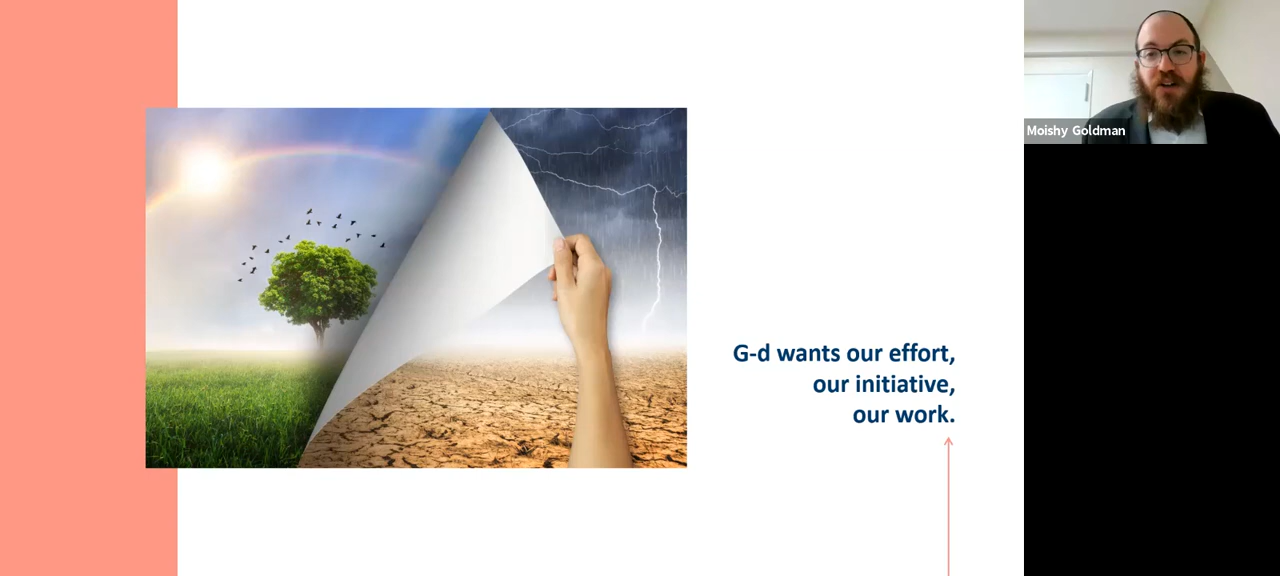 G-d wants our effort,
our initiative,
our work.
Moishy Goldman